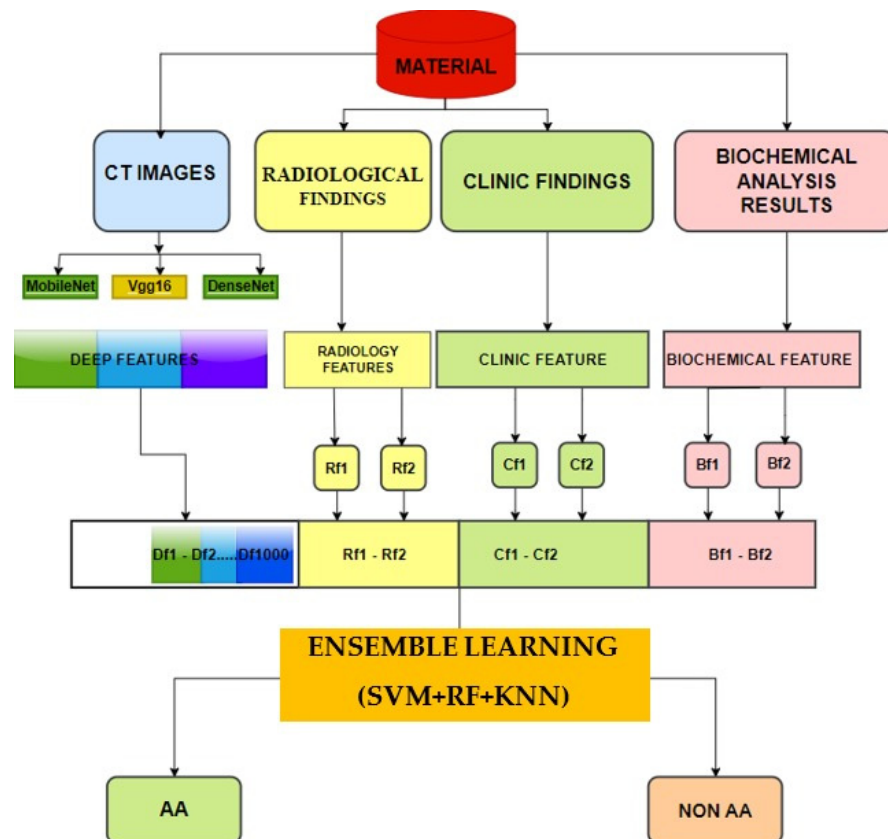 MATERIAL
CT IMAGES
RADIOLOGICAL
FINDINGS
CLINIC FINDINGS
BIOCHEMICAL
ANALYSIS
RESULTS
MobileNet
Vgg16
DenseNet
DEEP FEATURES
RADIOLOGY
FEATURES
CLINIC FEATURE
BIOCHEMICAL FEATURE
Rf1
Rf2
Cf1
Cf2
Bf1
Bf2
Df1 - Df2.....Df1000
Rf1 - Rf2
Cf1 - Cf2
Bf1 - Bf2
ENSEMBLE LEARNING
(SVM+RF+KNN)
AA
NON AA